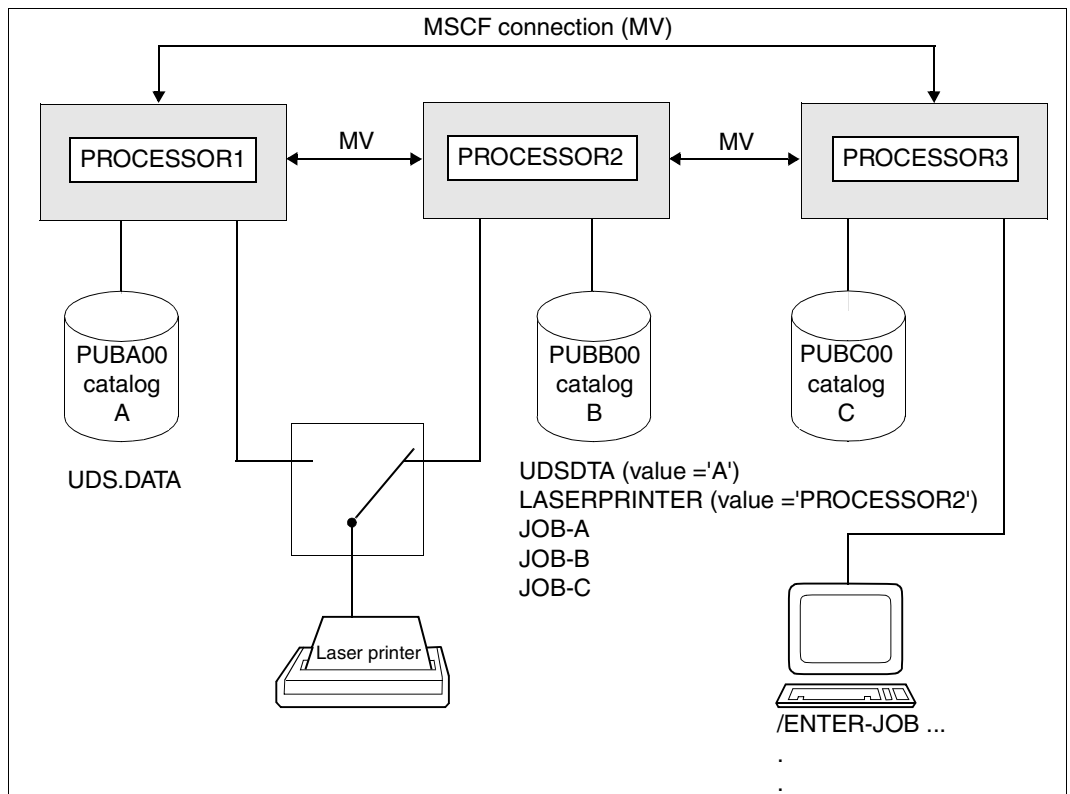 MSCF connection (MV)
PROCESSOR1
MV
PROCESSOR2
MV
PROCESSOR3
PUBA00
catalog
A
PUBB00
catalog
B
PUBC00
catalog
C
UDS.DATA
UDSDTA (value ='A')
LASERPRINTER (value ='PROCESSOR2')
JOB-A
JOB-B
JOB-C
Laser printer
/ENTER-JOB ...
.
.